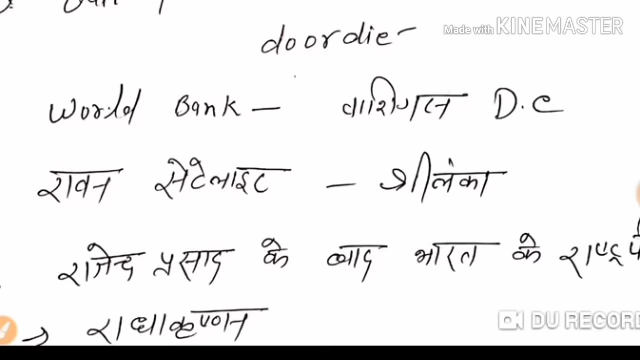 Made with KINEMASTER
doordie-
World Bank - वाशिंगटन D.C
रावन सेटेलाइट - श्रीलंका
राजेन्द्र प्रसाद के बाद भारत के
→ राधाकृष्णन
DU RECORDER